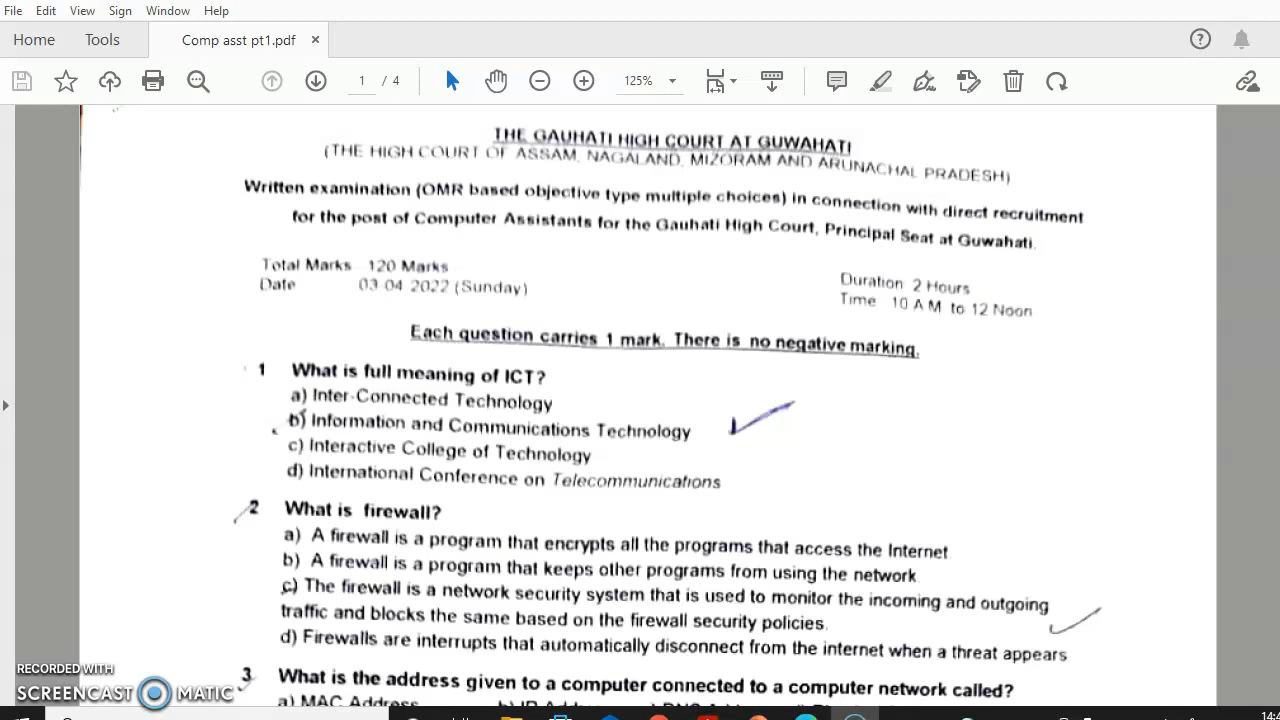 File Edit View Sign Window Help
Home Tools Comp asst pt1.pdf ×
1 / 4 125%
THE GAUHATI HIGH COURT AT GUWAHATI
(THE HIGH COURT OF ASSAM, NAGALAND, MIZORAM AND ARUNACHAL PRADESH)
Written examination (OMR based objective type multiple choices) in connection with direct recruitment
for the post of Computer Assistants for the Gauhati High Court, Principal Seat at Guwahati.
Total Marks 120 Marks
Duration 2 Hours
Date 03 04 2022 (Sunday)
Time 10 A M to 12 Noon
Each question carries 1 mark. There is no negative marking.
1 What is full meaning of ICT?
a) Inter-Connected Technology
b) Information and Communications Technology
c) Interactive College of Technology
d) International Conference on Telecommunications
2 What is firewall?
a) A firewall is a program that encrypts all the programs that access the Internet
b) A firewall is a program that keeps other programs from using the network
c) The firewall is a network security system that is used to monitor the incoming and outgoing
traffic and blocks the same based on the firewall security policies.
d) Firewalls are interrupts that automatically disconnect from the internet when a threat appears
3 What is the address given to a computer connected to a computer network called?
a) MAC Address
RECORDED WITH
SCREENCAST MATIC